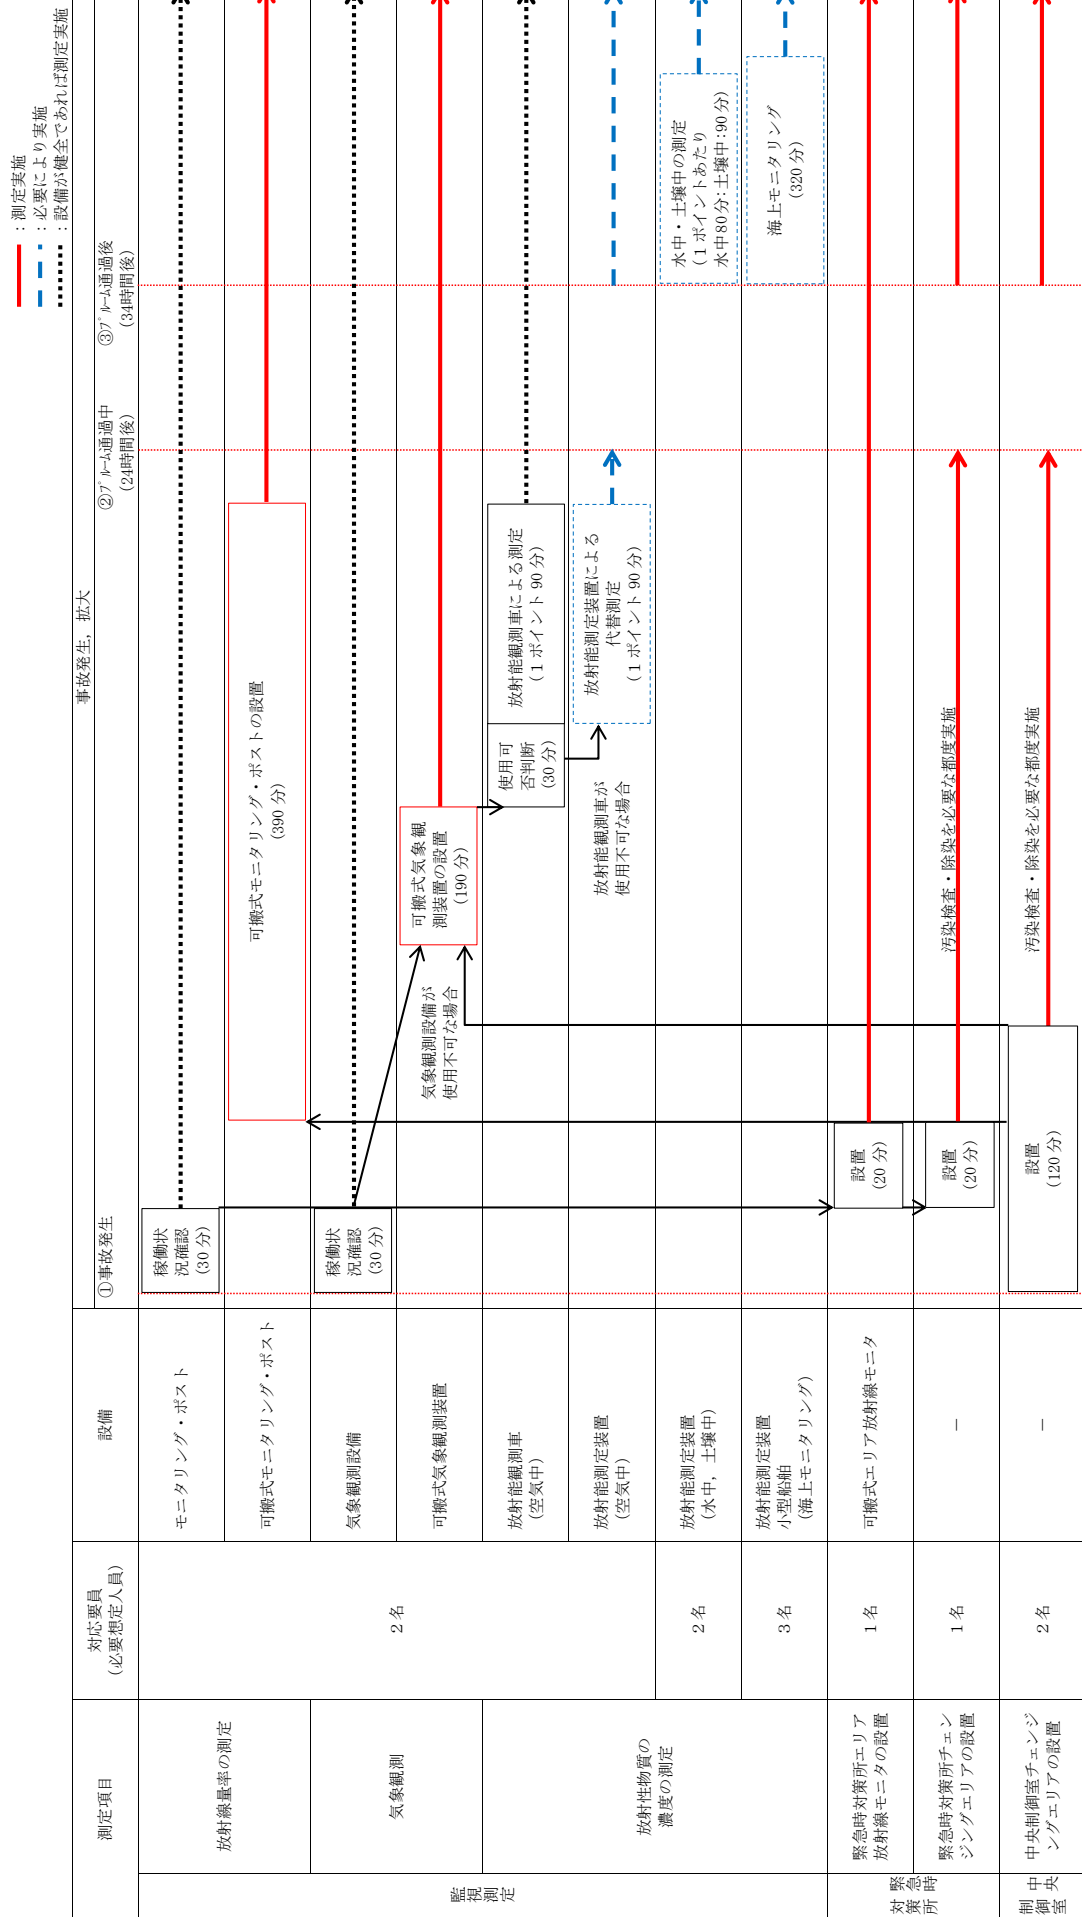 ：測定実施
：必要により実施
：設備が健全であれば測定実施
測定項目
対応要員
(必要想定人員)
設備
事故発生，拡大
①事故発生
②プルーム通過中
(24時間後)
③プルーム通過後
(34時間後)
監視
測定
放射線量率の測定
2名
モニタリング・ポスト
稼働状
況確認
(30分)
可搬式モニタリング・ポスト
可搬式モニタリング・ポストの設置
(390分)
気象観測
気象観測設備
稼働状
況確認
(30分)
可搬式気象観測装置
気象観測設備が
使用不可な場合
可搬式気象観
測装置の設置
(190分)
放射性物質の
濃度の測定
放射能観測車
(空気中)
使用可
否判断
(30分)
放射能観測車による測定
(1ポイント90分)
放射能測定装置
(空気中)
放射能観測車が
使用不可な場合
放射能測定装置による
代替測定
(1ポイント90分)
2名
放射能測定装置
(水中，土壌中)
水中・土壌中の測定
(1ポイントあたり
水中80分:土壌中:90分)
3名
放射能測定装置
小型船舶
(海上モニタリング)
海上モニタリング
(320分)
緊急時
対策所
緊急時対策所エリア
放射線モニタの設置
1名
可搬式エリア放射線モニタ
設置
(20分)
緊急時対策所チェン
ジングエリアの設置
1名
－
設置
(20分)
汚染検査・除染を必要な都度実施
中央
制御
室
中央制御室チェンジ
ングエリアの設置
2名
－
設置
(120分)
汚染検査・除染を必要な都度実施